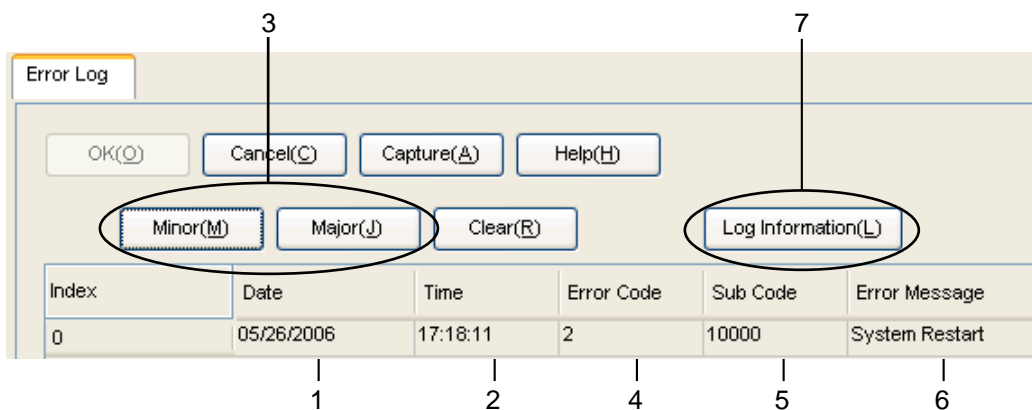 3 7
Error Log
OK(O) Cancel(C) Capture(A) Help(H)
Minor(M) Major(J) Clear(R) Log Information(L)
Index Date Time Error Code Sub Code Error Message
0 05/26/2006 17:18:11 2 10000 System Restart
1 2 4 5 6